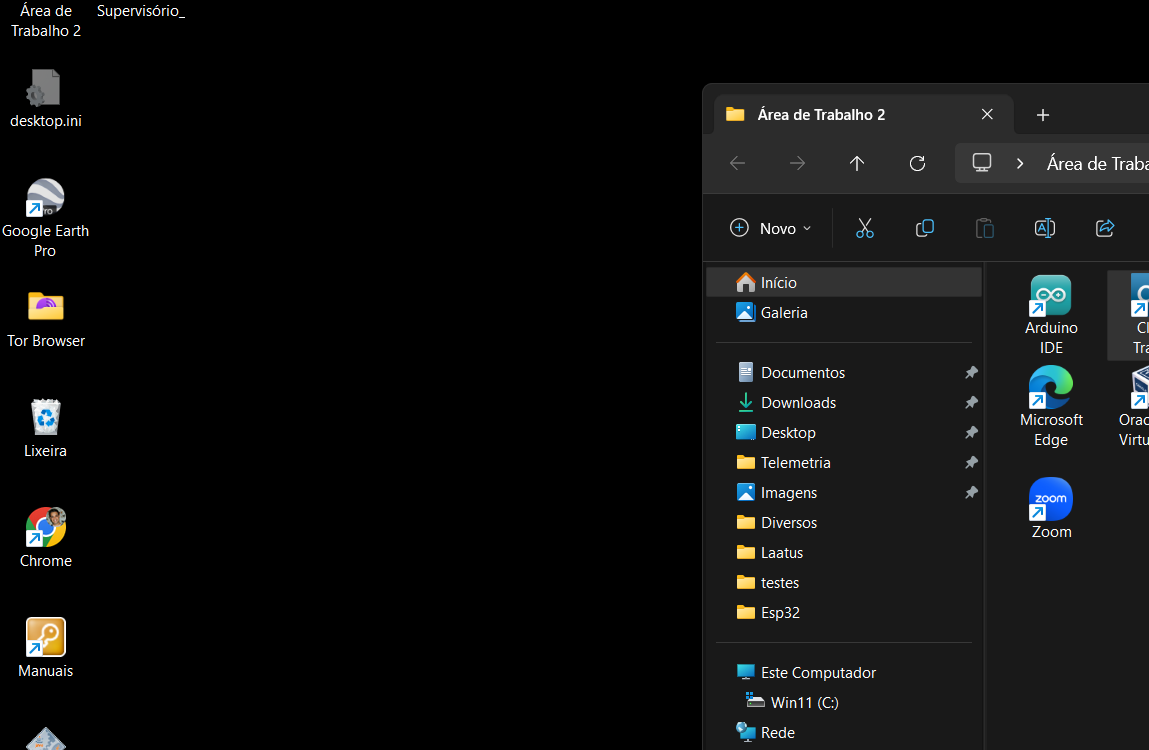 Área de
Trabalho 2
Supervisório_
desktop.ini
Google Earth
Pro
Tor Browser
Lixeira
Chrome
Manuais
Área de Trabalho 2
Área de Traba
Novo
Início
Galeria
Documentos
Downloads
Desktop
Telemetria
Imagens
Diversos
Laatus
testes
Esp32
Este Computador
Win11 (C:)
Rede
Arduino
IDE
Cl
Tra
Microsoft
Edge
Orac
Virtu
zoom
Zoom